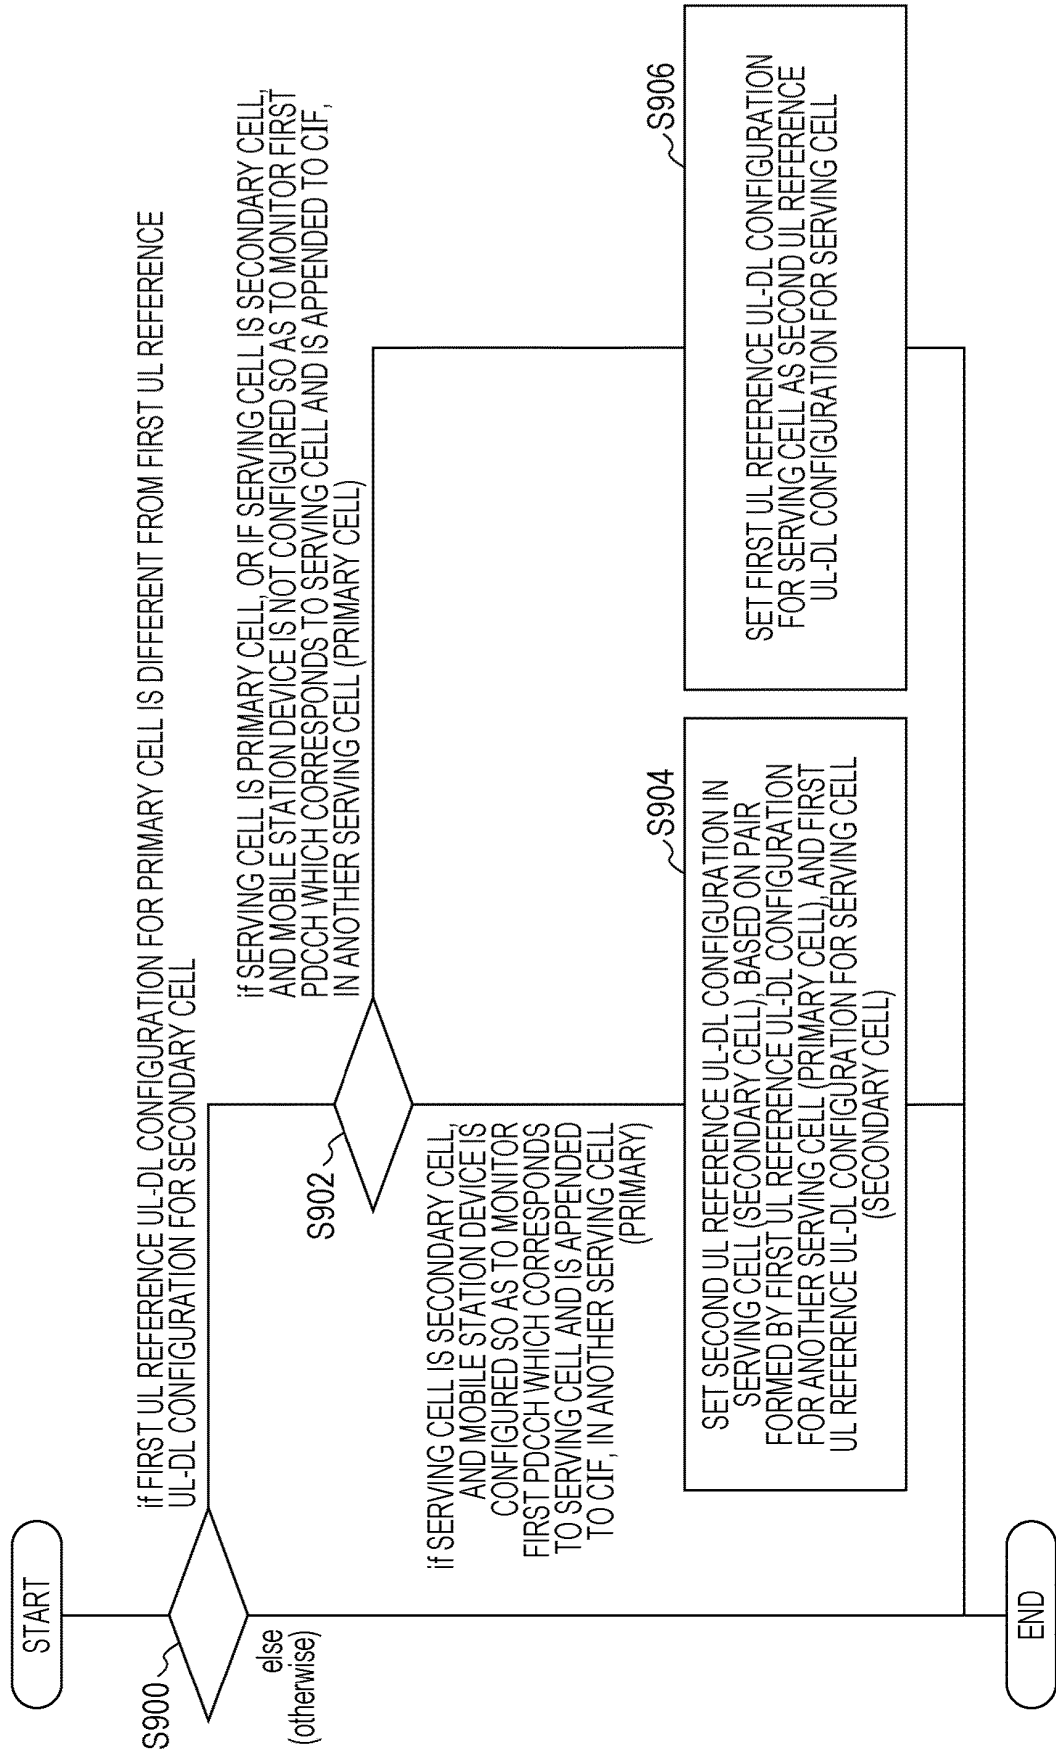 START
S900
if FIRST UL REFERENCE UL-DL CONFIGURATION FOR PRIMARY CELL IS DIFFERENT FROM FIRST UL REFERENCE
UL-DL CONFIGURATION FOR SECONDARY CELL
else
(otherwise)
S902
if SERVING CELL IS PRIMARY CELL, OR IF SERVING CELL IS SECONDARY CELL,
AND MOBILE STATION DEVICE IS NOT CONFIGURED SO AS TO MONITOR FIRST
PDCCH WHICH CORRESPONDS TO SERVING CELL AND IS APPENDED TO CIF,
IN ANOTHER SERVING CELL (PRIMARY CELL)
if SERVING CELL IS SECONDARY CELL,
AND MOBILE STATION DEVICE IS
CONFIGURED SO AS TO MONITOR
FIRST PDCCH WHICH CORRESPONDS
TO SERVING CELL AND IS APPENDED
TO CIF, IN ANOTHER SERVING CELL
(PRIMARY)
S904
SET SECOND UL REFERENCE UL-DL CONFIGURATION IN
SERVING CELL (SECONDARY CELL), BASED ON PAIR
FORMED BY FIRST UL REFERENCE UL-DL CONFIGURATION
FOR ANOTHER SERVING CELL (PRIMARY CELL), AND FIRST
UL REFERENCE UL-DL CONFIGURATION FOR SERVING CELL
(SECONDARY CELL)
S906
SET FIRST UL REFERENCE UL-DL CONFIGURATION
FOR SERVING CELL AS SECOND UL REFERENCE
UL-DL CONFIGURATION FOR SERVING CELL
END